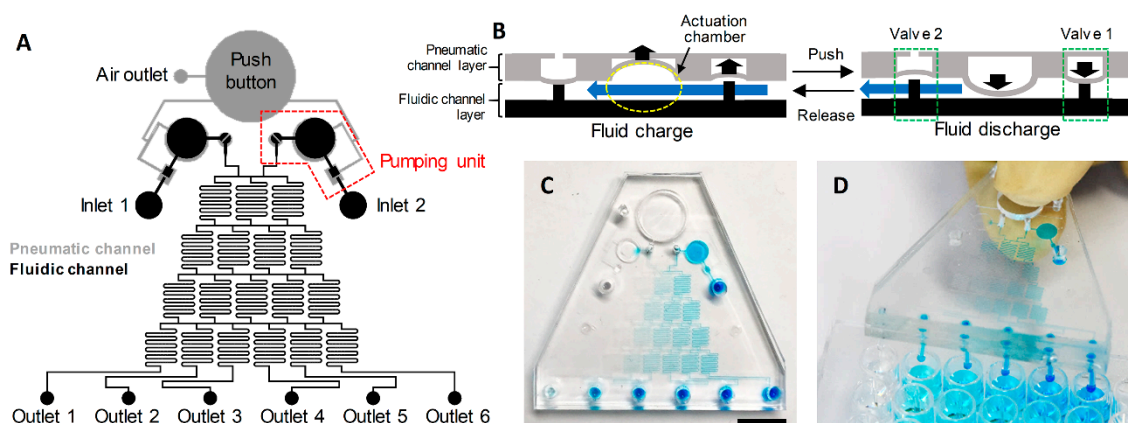 A
Push
button
Air outlet
Pumping unit
Inlet 1
Inlet 2
Pneumatic channel
Fluidic channel
Outlet 1
Outlet 2
Outlet 3
Outlet 4
Outlet 5
Outlet 6
B
Pneumatic
channel layer
Actuation
chamber
Fluidic channel
layer
Fluid charge
Push
Release
Valve 2
Valve 1
Fluid discharge
C
D